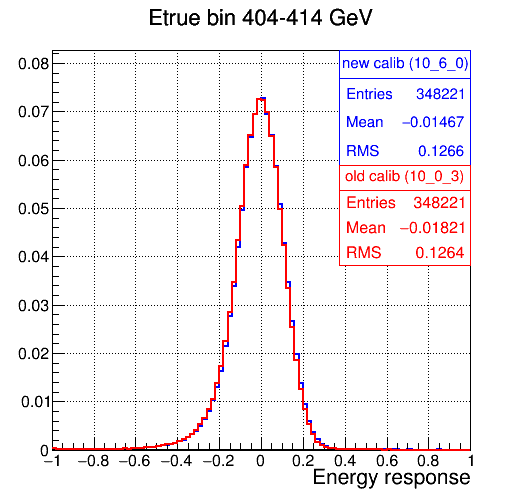 Etrue bin 404-414 GeV
new calib (10_6_0)
Entries 348221
Mean −0.01467
RMS 0.1266
old calib (10_0_3)
Entries 348221
Mean −0.01821
RMS 0.1264
0.08
0.07
0.06
0.05
0.04
0.03
0.02
0.01
0
−1 −0.8 −0.6 −0.4 −0.2 0 0.2 0.4 0.6 0.8 1
Energy response